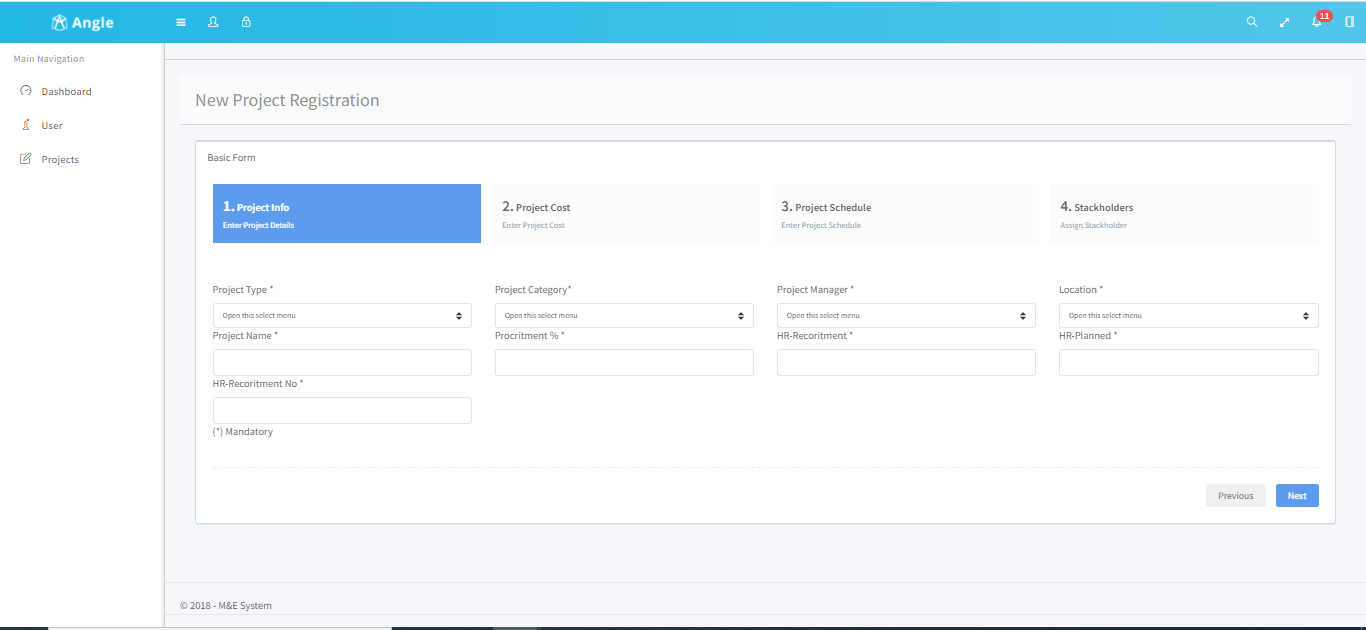 Angle
11
Main Navigation
Dashboard
User
Projects
New Project Registration
Basic Form
1. Project Info
Enter Project Details
2. Project Cost
Enter Project Cost
3. Project Schedule
Enter Project Schedule
4. Stackholders
Assign Stackholder
Project Type *
Project Category*
Project Manager *
Location *
Open this select menu
Open this select menu
Open this select menu
Open this select menu
Project Name *
Procritment % *
HR-Recoritment *
HR-Planned *
HR-Recoritment No *
(*) Mandatory
Previous
Next
© 2018 - M&E System